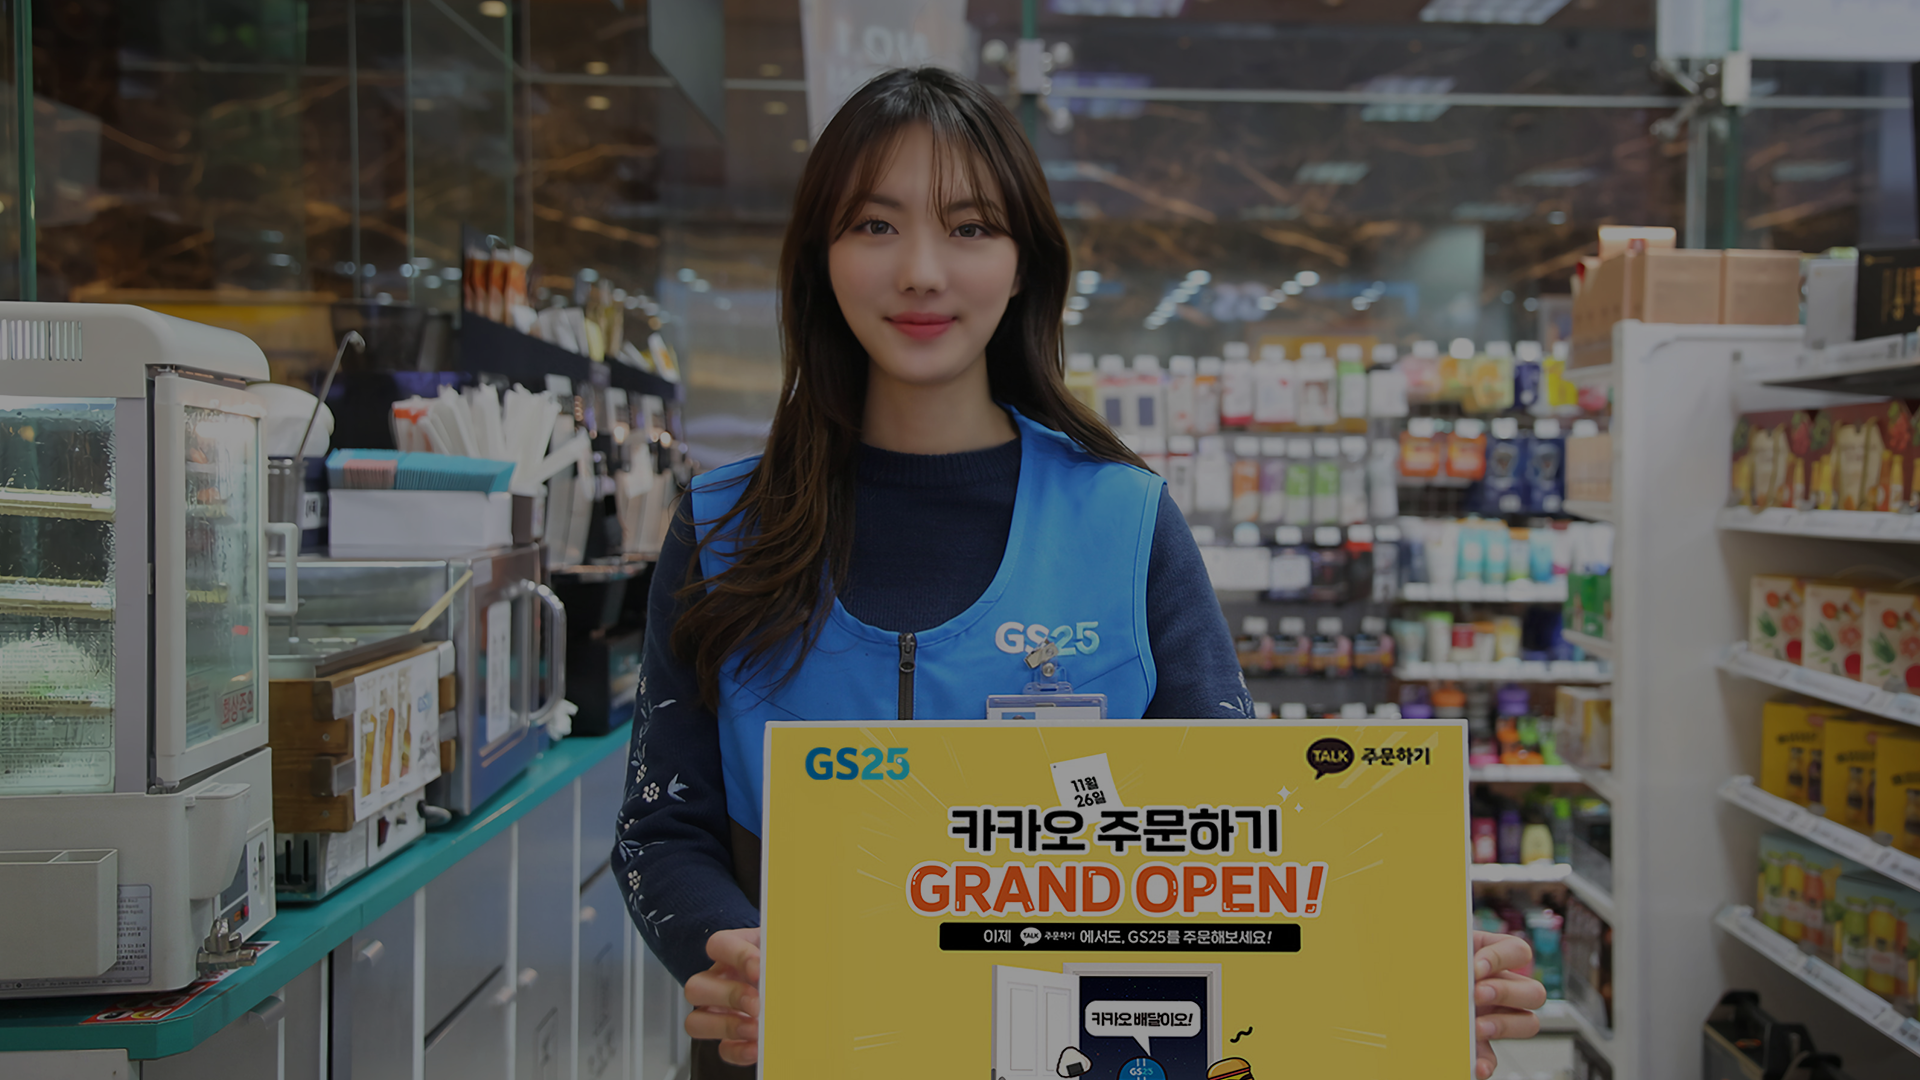 GS25
GS25
TALK 주문하기
11월
26일
카카오 주문하기
GRAND OPEN!
이제 TALK 주문하기 에서도, GS25를 주문해보세요!
카카오 배달이오!
GS25